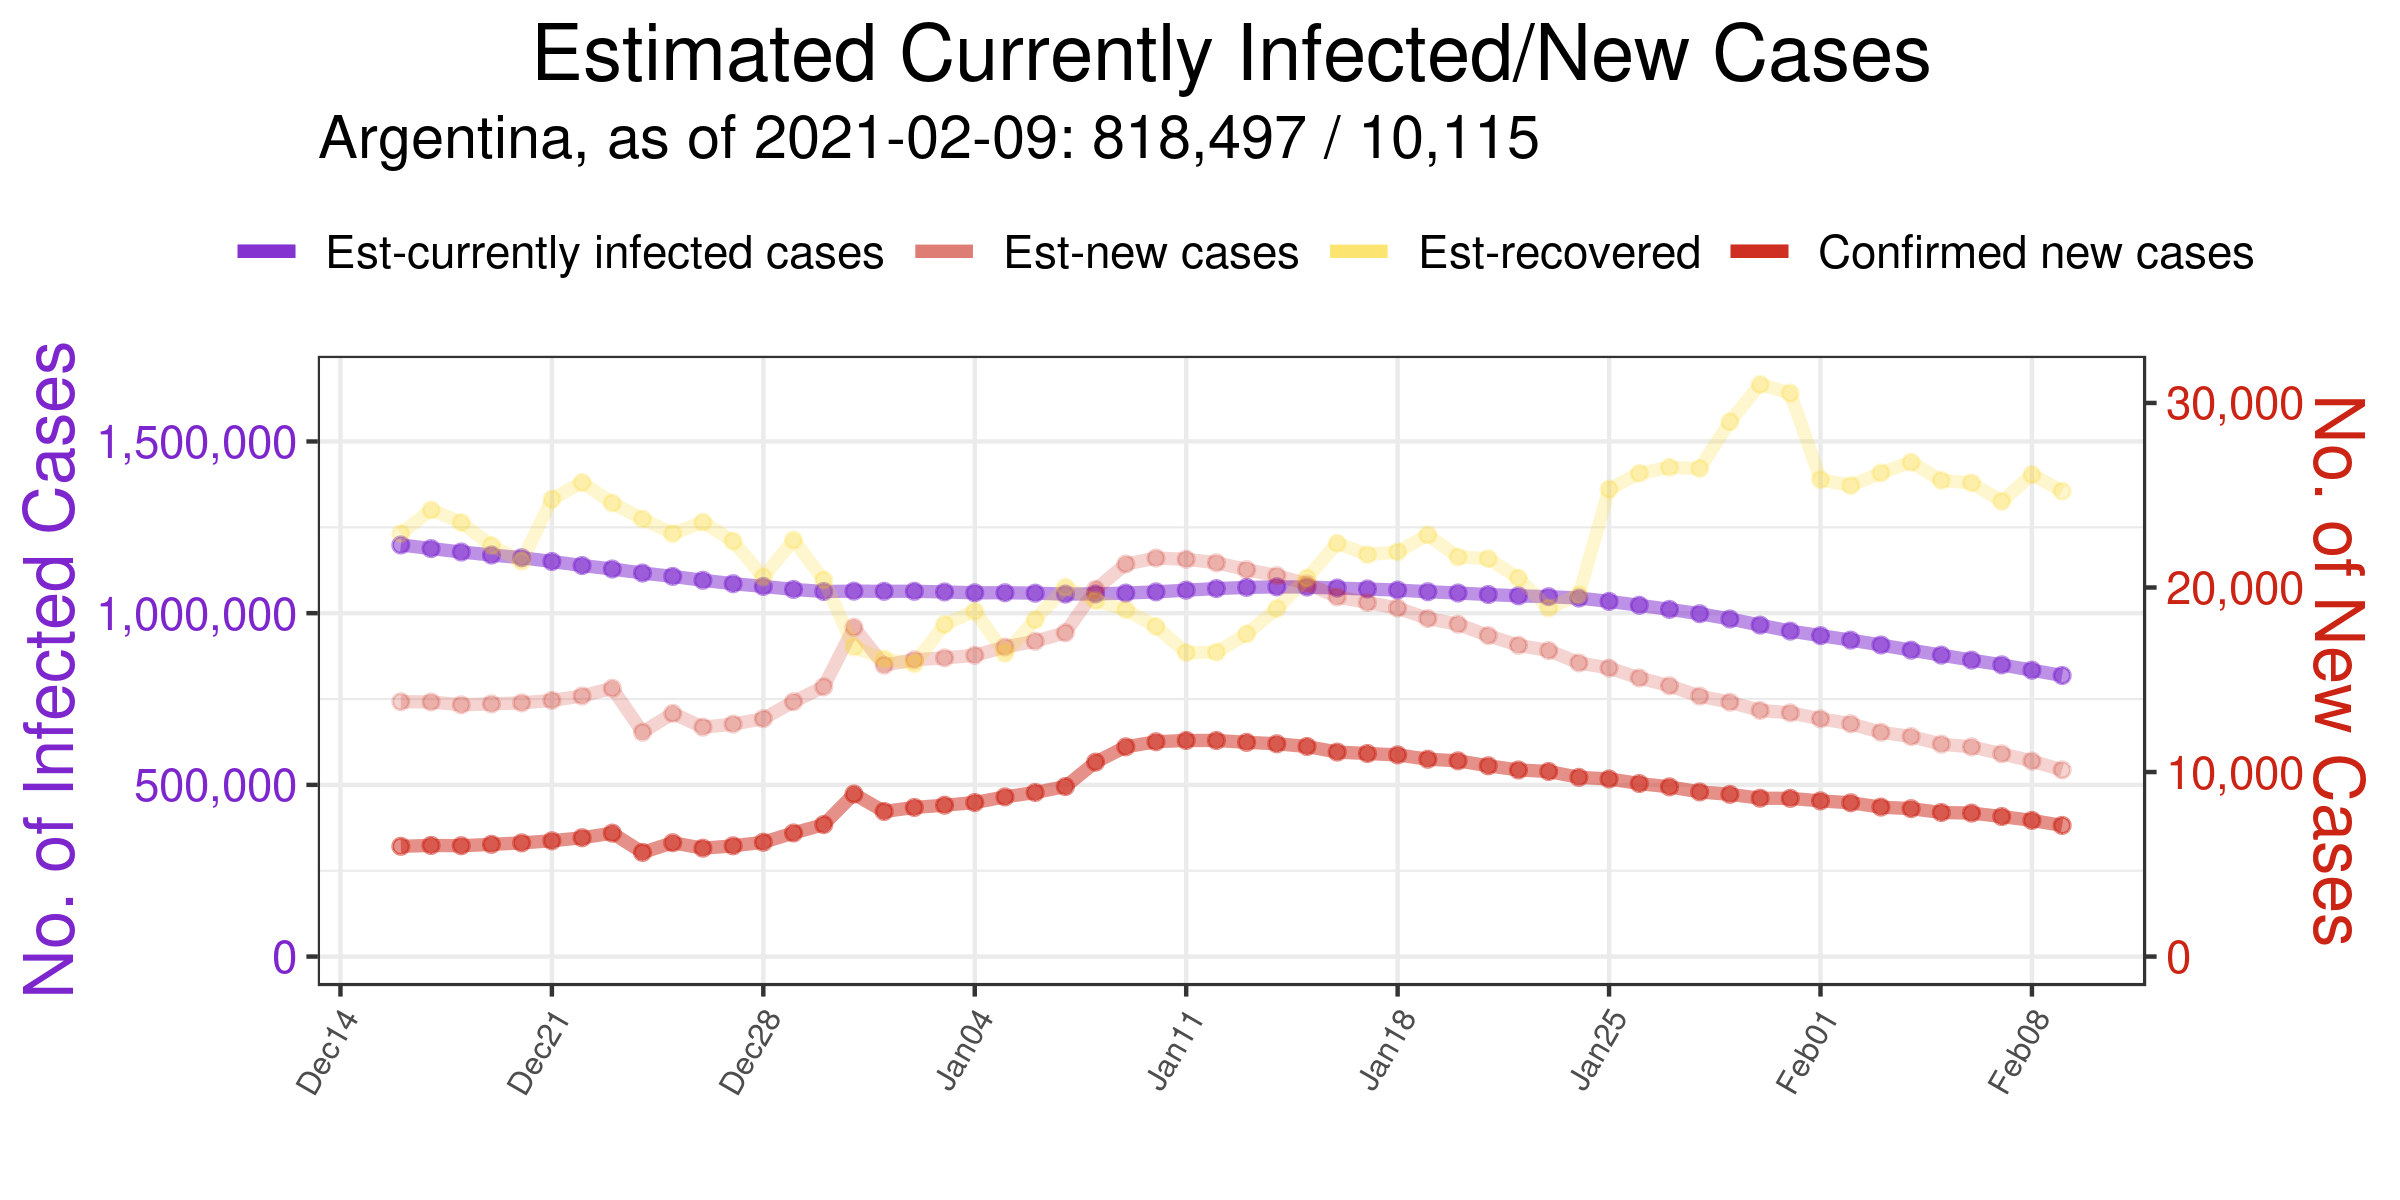 Estimated Currently Infected/New Cases
Argentina, as of 2021-02-09: 818,497 / 10,115
Est-currently infected cases Est-new cases Est-recovered Confirmed new cases
No. of Infected Cases
1,500,000
1,000,000
500,000
0
30,000
20,000
10,000
0
No. of New Cases
Dec14 Dec21 Dec28 Jan04 Jan11 Jan18 Jan25 Feb01 Feb08